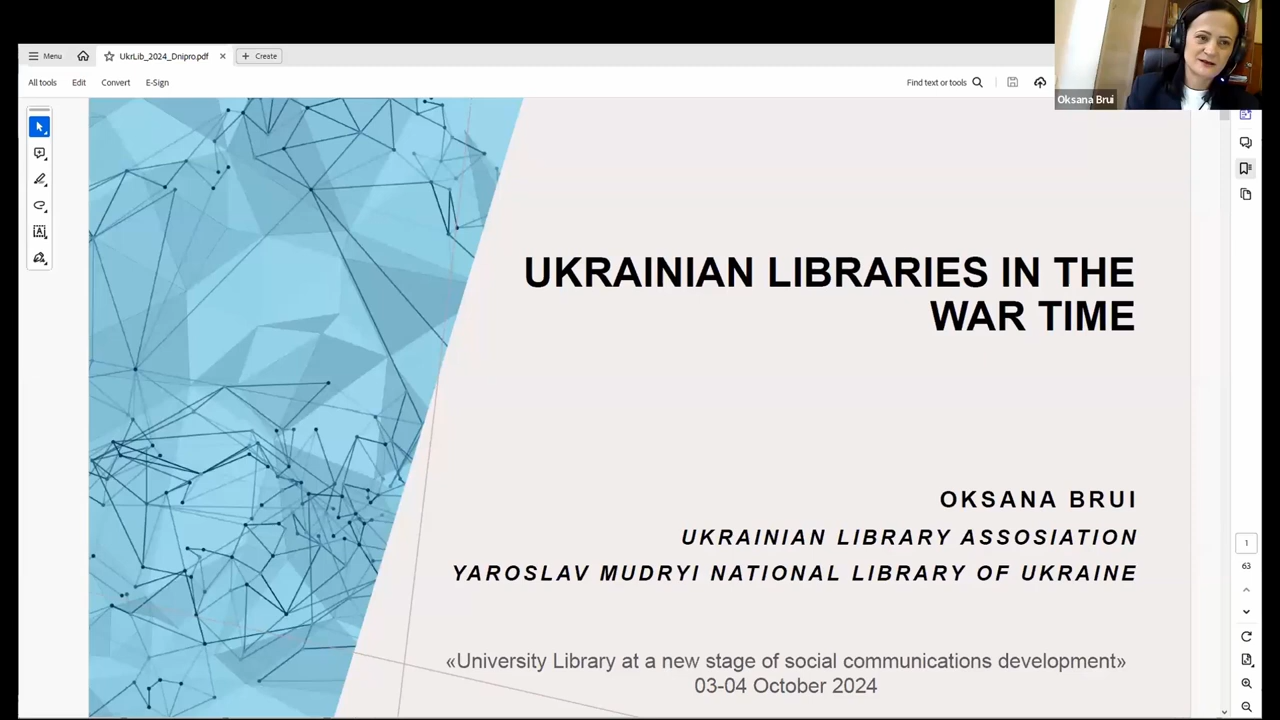 Menu
UkrLib_2024_Dnipro.pdf
Create
All tools
Edit
Convert
E-Sign
Find text or tools
Oksana Brui
UKRAINIAN LIBRARIES IN THE
WAR TIME
OKSANA BRUI
UKRAINIAN LIBRARY ASSOSIATION
YAROSLAV MUDRYI NATIONAL LIBRARY OF UKRAINE
«University Library at a new stage of social communications development»
03-04 October 2024
1
63